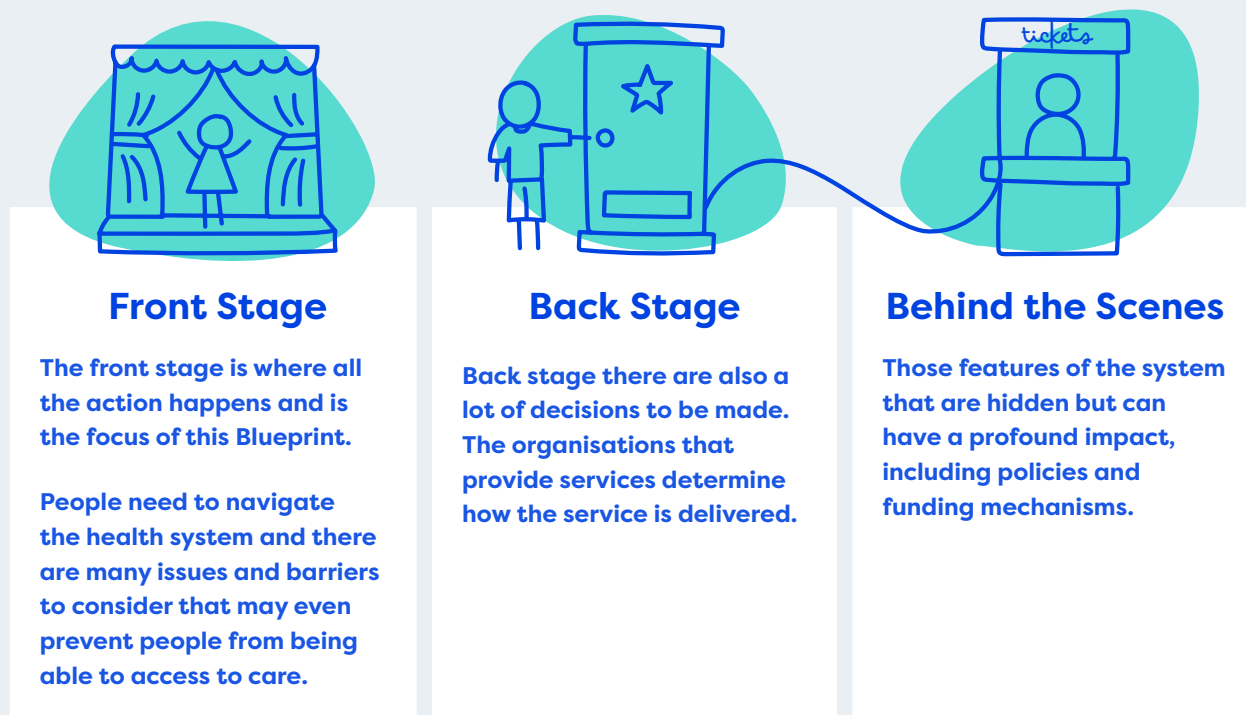 tickets
Front Stage
The front stage is where all
the action happens and is
the focus of this Blueprint.
People need to navigate
the health system and there
are many issues and barriers
to consider that may even
prevent people from being
able to access to care.
Back Stage
Back stage there are also a
lot of decisions to be made.
The organisations that
provide services determine
how the service is delivered.
Behind the Scenes
Those features of the system
that are hidden but can
have a profound impact,
including policies and
funding mechanisms.